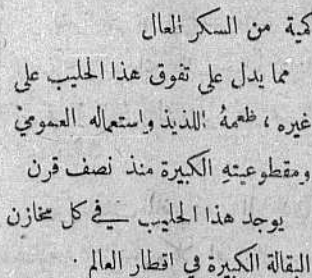 كمية من السكر العال
مما يدل على تفوق هذا الحليب على
غيره ، طعمهُ اللذيذ واستعماله العمومي
ومقطوعيتهِ الكبيرة منذ نصف قرن
يوجد هذا الحليب في كل مخازن
البقالة الكبيرة في اقطار العالم ·